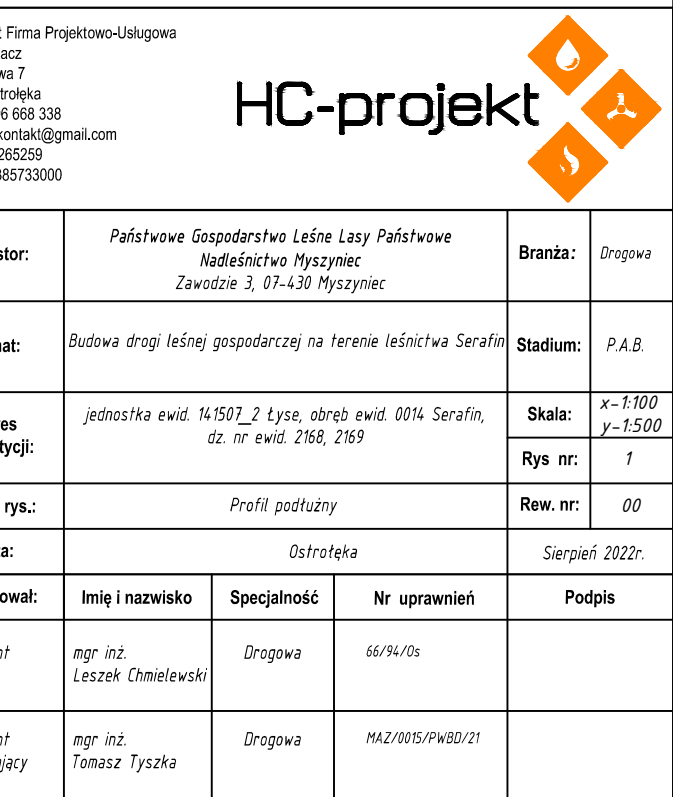 t Firma Projektowo-Usługowa
acz
wa 7
trołęka
6 668 338
kontakt@gmail.com
265259
385733000
HC-projekt
stor:
Państwowe Gospodarstwo Leśne Lasy Państwowe
Nadleśnictwo Myszyniec
Zawodzie 3, 07-430 Myszyniec
Branża:
Drogowa
nat:
Budowa drogi leśnej gospodarczej na terenie leśnictwa Serafin
Stadium:
P.A.B.
res
tycji:
jednostka ewid. 141507_2 Łyse, obręb ewid. 0014 Serafin,
dz. nr ewid. 2168, 2169
Skala:
x-1:100
y-1:500
Rys nr:
1
rys.:
Profil podłużny
Rew. nr:
00
ta:
Ostrołęka
Sierpień 2022r.
ował:
Imię i nazwisko
Specjalność
Nr uprawnień
Podpis
nt
mgr inż.
Leszek Chmielewski
Drogowa
66/94/Os
nt
ający
mgr inż.
Tomasz Tyszka
Drogowa
MAZ/0015/PWBD/21